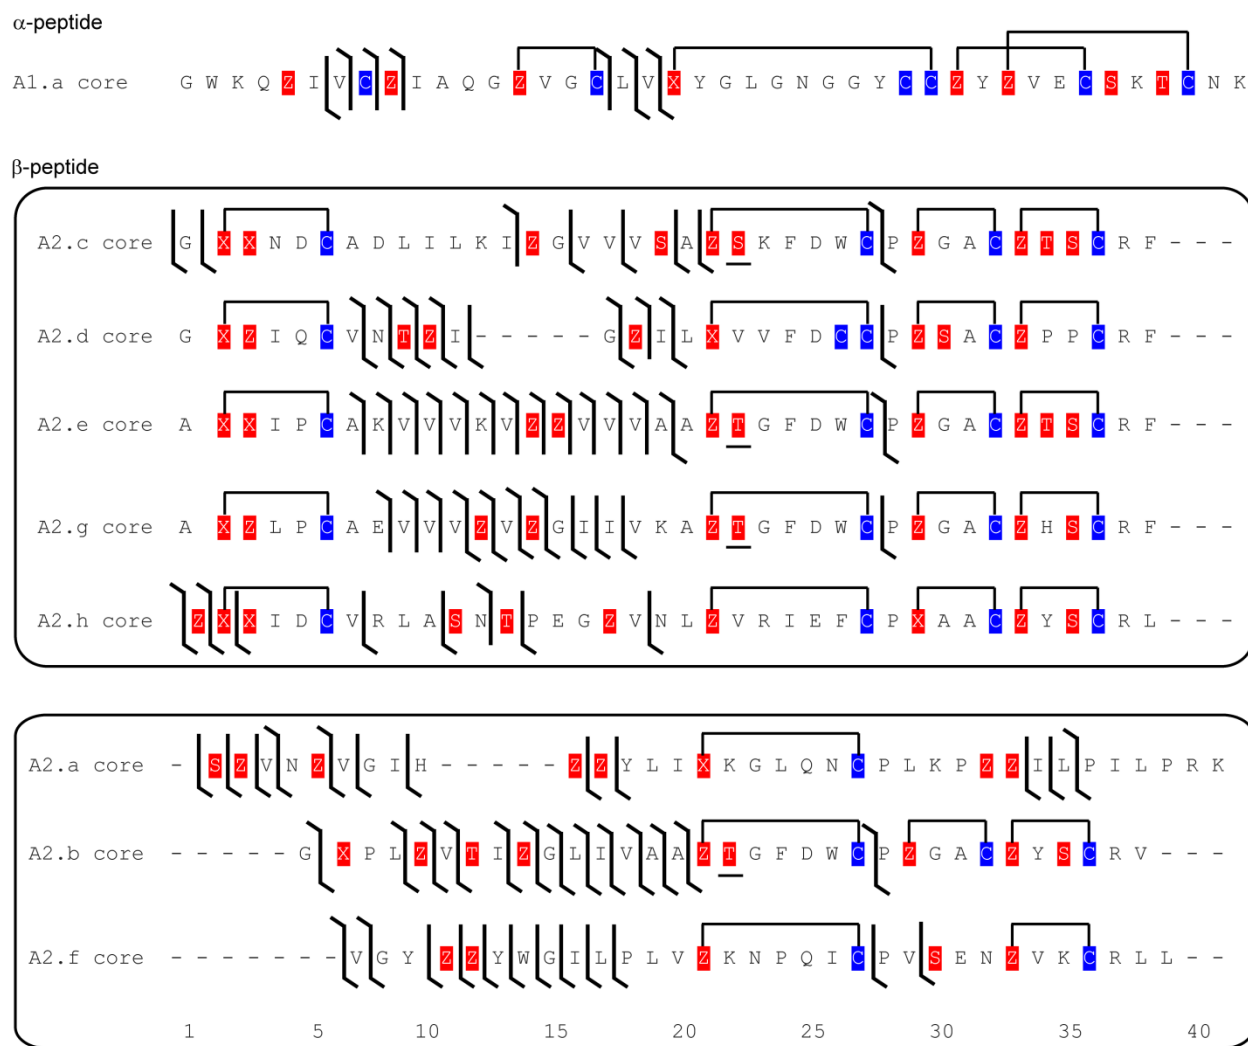 α-peptide
A1.a core G W K Q Z I V C Z I A Q G Z V G C L V X Y G L G N G G Y C C Z Y Z V E C S K T C N K
β-peptide
A2.c core G X X N D C A D L I L K I Z G V V V S A Z S K F D W C P Z G A C Z T S C R F - - -
A2.d core G X Z I Q C V N T Z I - - - - - G Z I L X V V F D C C P Z S A C Z P P C R F - - -
A2.e core A X X I P C A K V V V K V Z Z V V V A A Z T G F D W C P Z G A C Z T S C R F - - -
A2.g core A X Z L P C A E V V V Z V Z G I I V K A Z T G F D W C P Z G A C Z H S C R F - - -
A2.h core Z X X I D C V R L A S N T P E G Z V N L Z V R I E F C P X A A C Z Y S C R L - - -
A2.a core - S Z V N Z V G I H - - - - - Z Z Y L I X K G L Q N C P L K P Z Z I L P I L P R K
A2.b core - - - - - G X P L Z V T I Z G L I V A A Z T G F D W C P Z G A C Z Y S C R V - - -
A2.f core - - - - - - - V G Y Z Z Y W G I L P L V Z K N P Q I C P V S E N Z V K C R L L - -
1 5 10 15 20 25 30 35 40